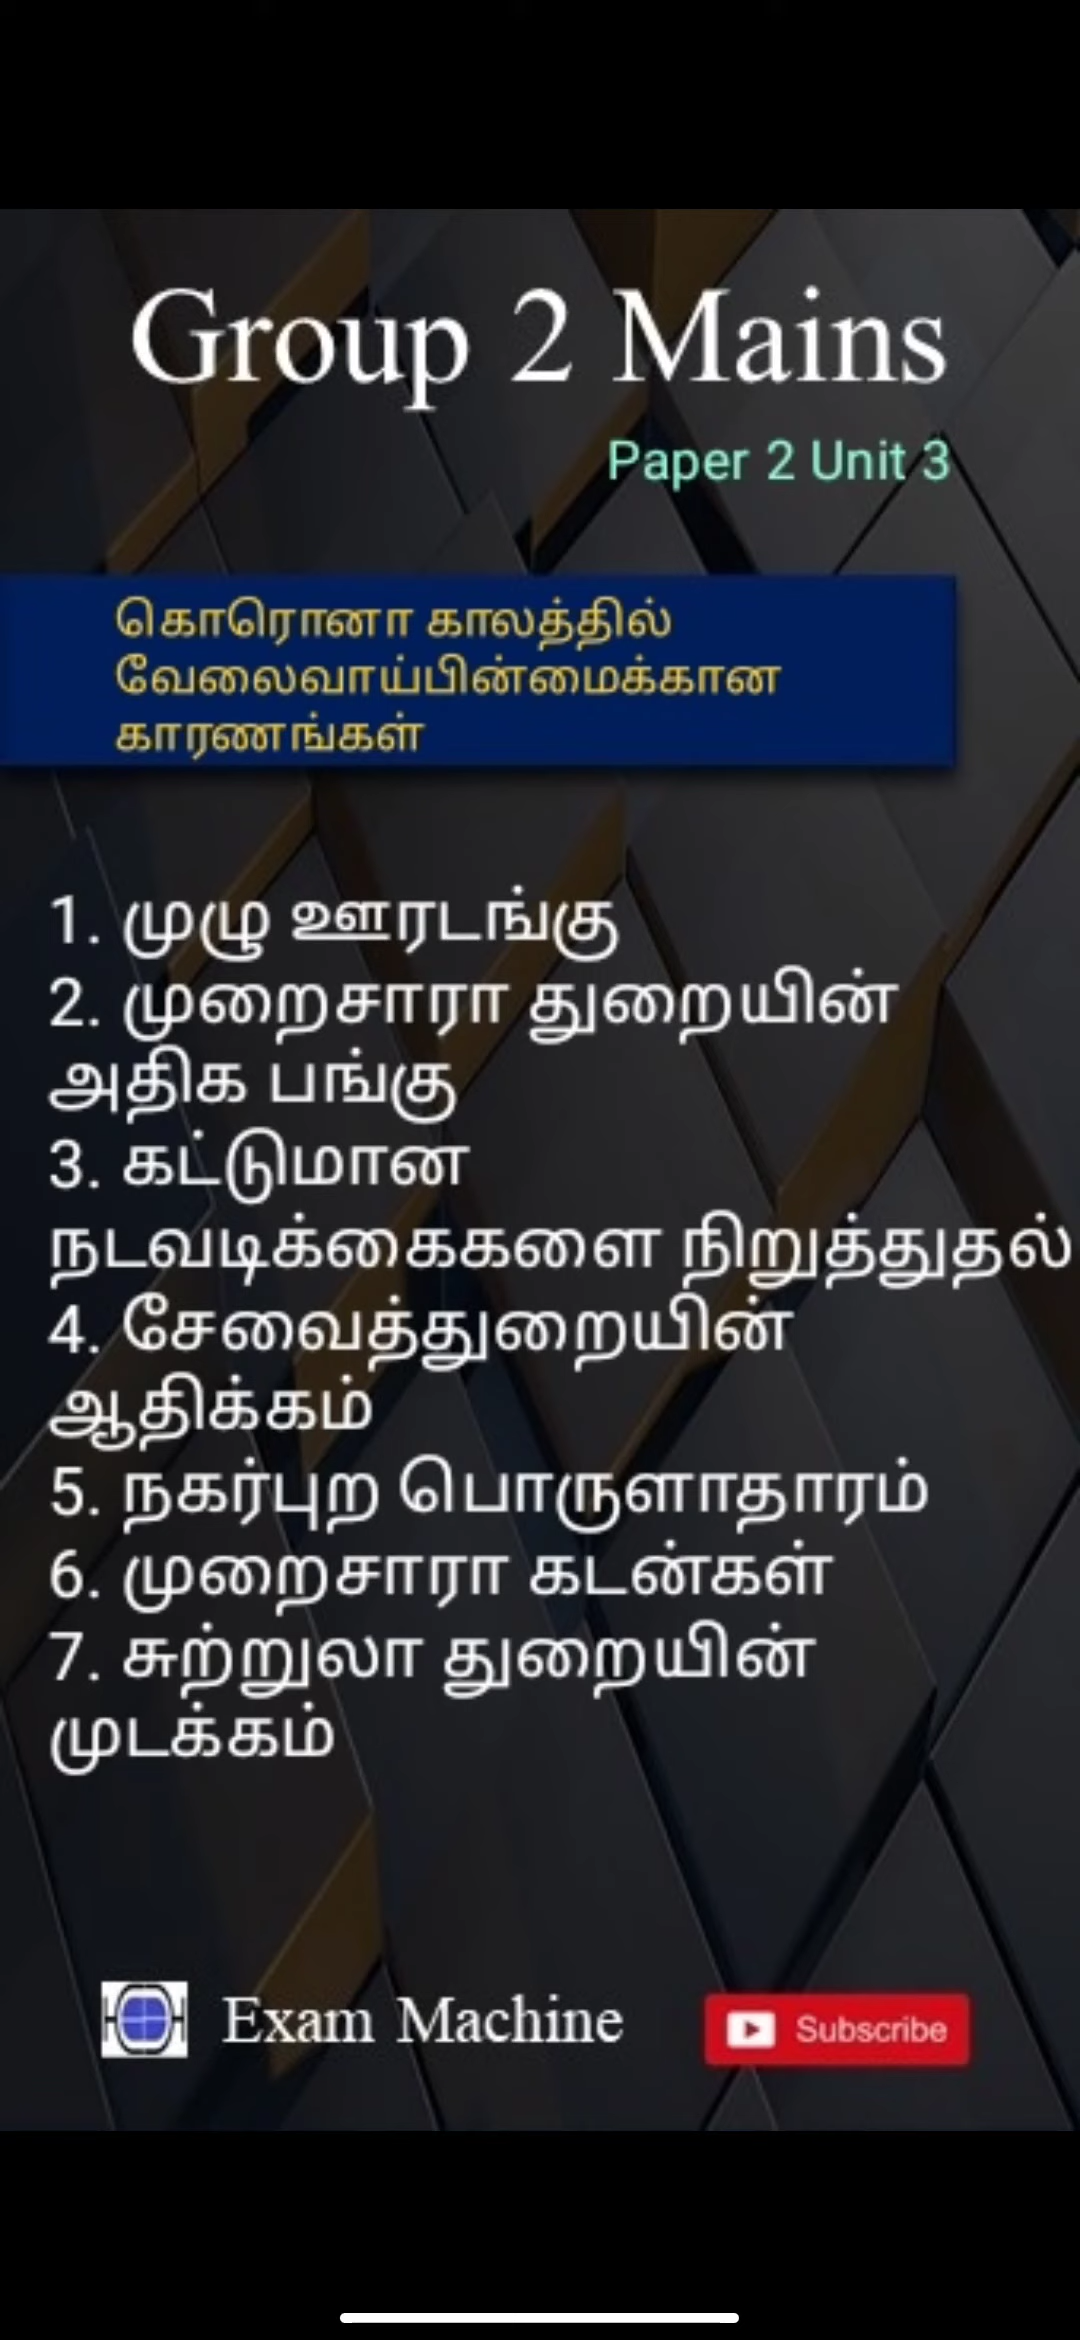 Group 2 Mains
Paper 2 Unit 3
கொரொனா காலத்தில்
வேலைவாய்பின்மைக்கான
காரணங்கள்
1. முழு ஊரடங்கு
2. முறைசாரா துறையின்
அதிக பங்கு
3. கட்டுமான
நடவடிக்கைகளை நிறுத்துதல்
4. சேவைத்துறையின்
ஆதிக்கம்
5. நகர்புற பொருளாதாரம்
6. முறைசாரா கடன்கள்
7. சுற்றுலா துறையின்
முடக்கம்
Exam Machine
Subscribe